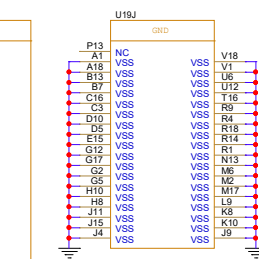 U19J
GND
P13 NC
A1 VSS VSS V18
A18 VSS VSS V1
B13 VSS VSS U6
B7 VSS VSS U12
C16 VSS VSS T16
C3 VSS VSS R9
D10 VSS VSS R4
D5 VSS VSS R18
E15 VSS VSS R14
G12 VSS VSS R1
G17 VSS VSS N13
G2 VSS VSS M6
G5 VSS VSS M2
H10 VSS VSS M17
H8 VSS VSS L9
J11 VSS VSS K8
J15 VSS VSS K10
J4 VSS VSS J9